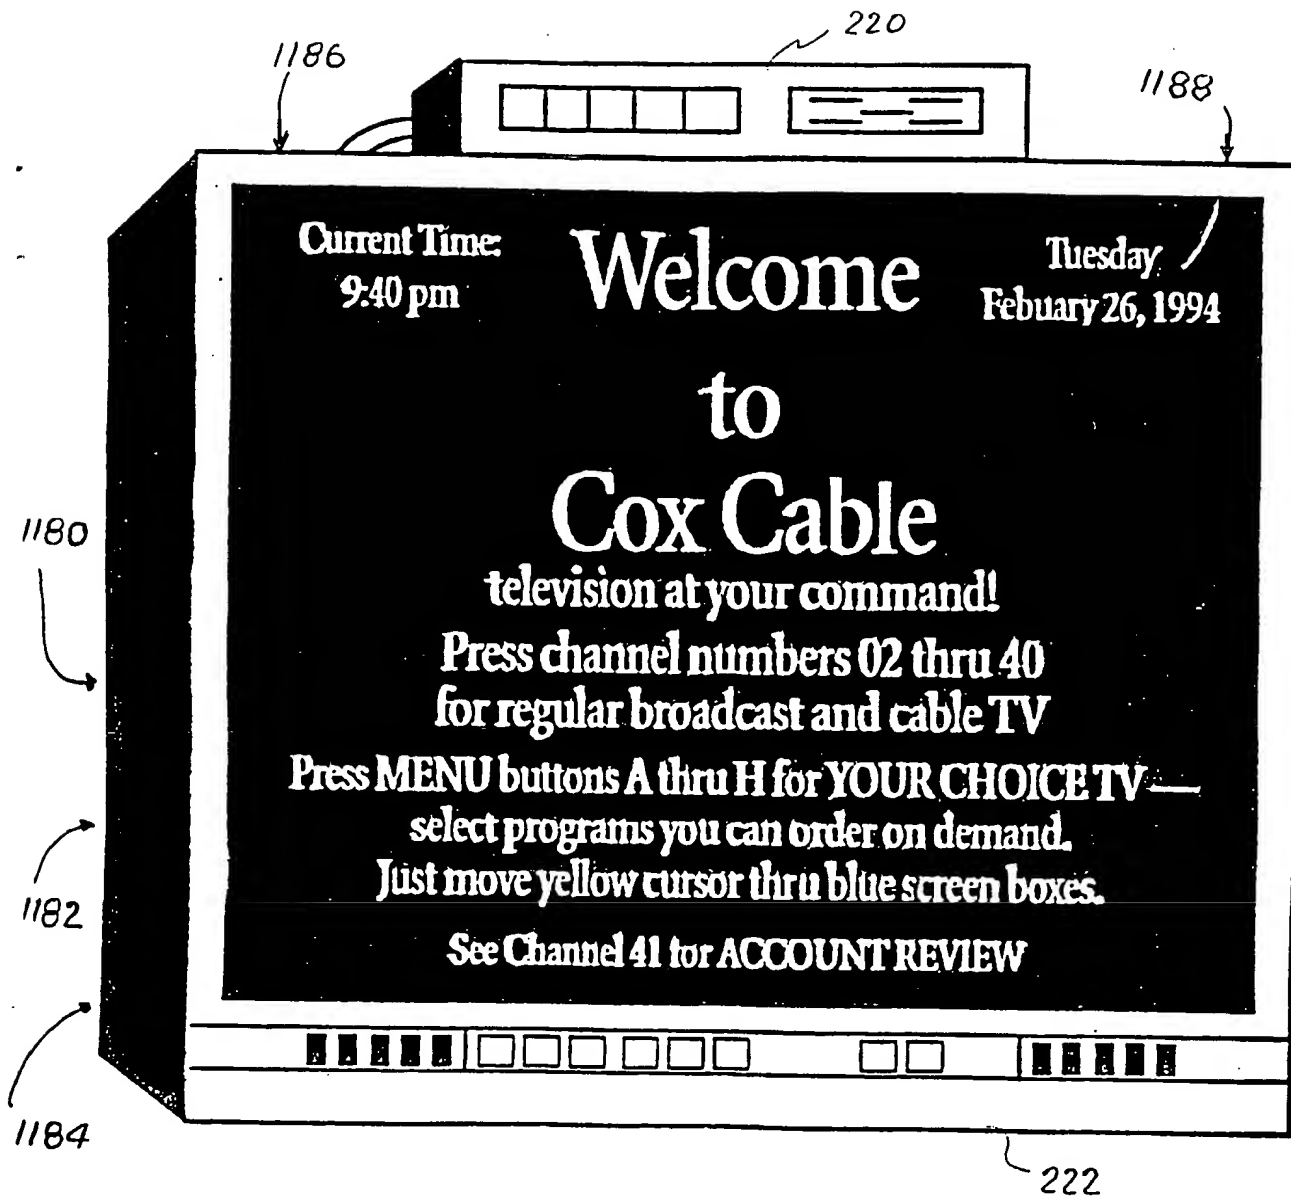 220
1186
1188
Current Time:
9:40 pm
Welcome
Tuesday
Febuary 26, 1994
to
Cox Cable
television at your command!
Press channel numbers 02 thru 40
for regular broadcast and cable TV
Press MENU buttons A thru H for YOUR CHOICE TV —
select programs you can order on demand.
Just move yellow cursor thru blue screen boxes.
See Channel 41 for ACCOUNT REVIEW
1180
1182
1184
222